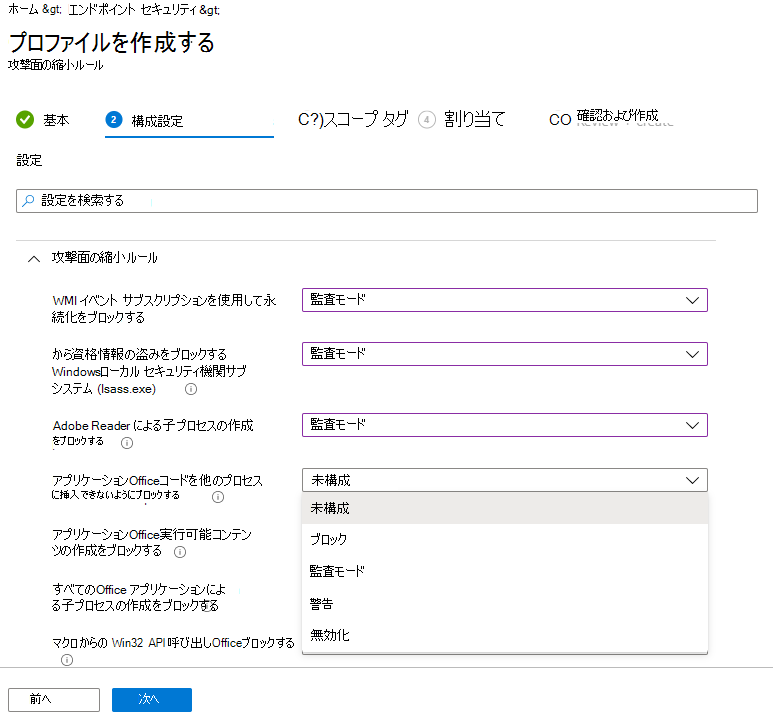 ホーム &gt; エンドポイント セキュリティ &gt;
プロファイルを作成する
攻撃面の縮小ルール
基本
2 構成設定
C?)スコープ タグ
4 割り当て
CO 確認および作成
設定
設定を検索する
攻撃面の縮小ルール
WMI イベント サブスクリプションを使用して永
続化をブロックする
監査モード
から資格情報の盗みをブロックする
Windowsローカル セキュリティ機関サブ
システム (lsass.exe)
監査モード
Adobe Reader による子プロセスの作成
をブロックする
監査モード
アプリケーションOfficeコードを他のプロセス
に挿入できないようにブロックする
未構成
未構成
ブロック
監査モード
警告
無効化
アプリケーションOffice実行可能コンテン
ツの作成をブロックする
すべてのOffice アプリケーションによ
る子プロセスの作成をブロックする
マクロからの Win32 API 呼び出しOfficeブロックする
前へ
次へ